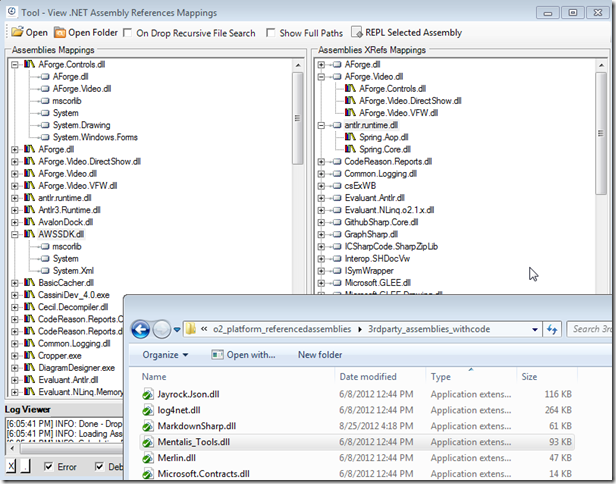 Tool - View .NET Assembly References Mappings
Open Open Folder On Drop Recursive File Search Show Full Paths REPL Selected Assembly
Assemblies Mappings
AForge.Controls.dll
AForge.dll
AForge.Video.dll
mscorlib
System
System.Drawing
System.Windows.Forms
AForge.dll
AForge.Video.DirectShow.dll
AForge.Video.dll
AForge.Video.VFW.dll
antlr.runtime.dll
Antlr3.Runtime.dll
AvalonDock.dll
AWSSDK.dll
mscorlib
System
System.Xml
BasicCacher.dll
CassiniDev_4.0.exe
Cecil.Decompiler.dll
CodeReason.Reports.C
CodeReason.Reports.d
Common.Logging.dll
Cropper.exe
DiagramDesigner.exe
Evaluant.Antlr.dll
Evaluant.NLinq.Memory
Assemblies XRefs Mappings
AForge.dll
AForge.Video.dll
AForge.Controls.dll
AForge.Video.DirectShow.dll
AForge.Video.VFW.dll
antlr.runtime.dll
Spring.Aop.dll
Spring.Core.dll
CodeReason.Reports.dll
Common.Logging.dll
csExWB
Evaluant.Antlr.dll
Evaluant.NLinq.o2.1.x.dll
GithubSharp.Core.dll
GraphSharp.dll
ICSharpCode.SharpZipLib
Interop.SHDocVw
ISymWrapper
Microsoft.GLEE.dll
Microsoft.GLEE.Drawing.dll
Log Viewer
[6:05:41 PM] INFO: Done - Drop
[6:05:41 PM] INFO: Loading Ass
X . Error Deb
« o2_platform_referencedassemblies 3rdparty_assemblies_withcode Search 3rd
Organize Open with... New folder
Name Date modified Type Size
Jayrock.Json.dll 6/8/2012 12:44 PM Application extens... 116 KB
log4net.dll 6/8/2012 12:44 PM Application extens... 264 KB
MarkdownSharp.dll 8/25/2012 4:18 PM Application extens... 61 KB
Mentalis_Tools.dll 6/8/2012 12:44 PM Application extens... 93 KB
Merlin.dll 6/8/2012 12:44 PM Application extens... 47 KB
Microsoft.Contracts.dll 6/8/2012 12:44 PM Application extens... 14 KB